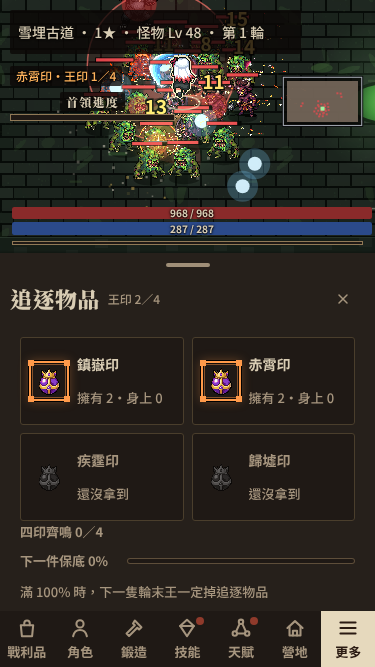 雪埋古道 · 1★ · 怪物 Lv 48 · 第 1 輪
15
8
14
赤霄印·王印 1／4
11
首領進度
13
968 / 968
287 / 287
追逐物品 王印 2／4
×
鎮嶽印
擁有 2·身上 0
赤霄印
擁有 2·身上 0
疾霆印
還沒拿到
歸墟印
還沒拿到
四印齊鳴 0／4
下一件保底 0%
滿 100% 時，下一隻輪末王一定掉追逐物品
戰利品 角色 鍛造 技能 天賦 營地 更多